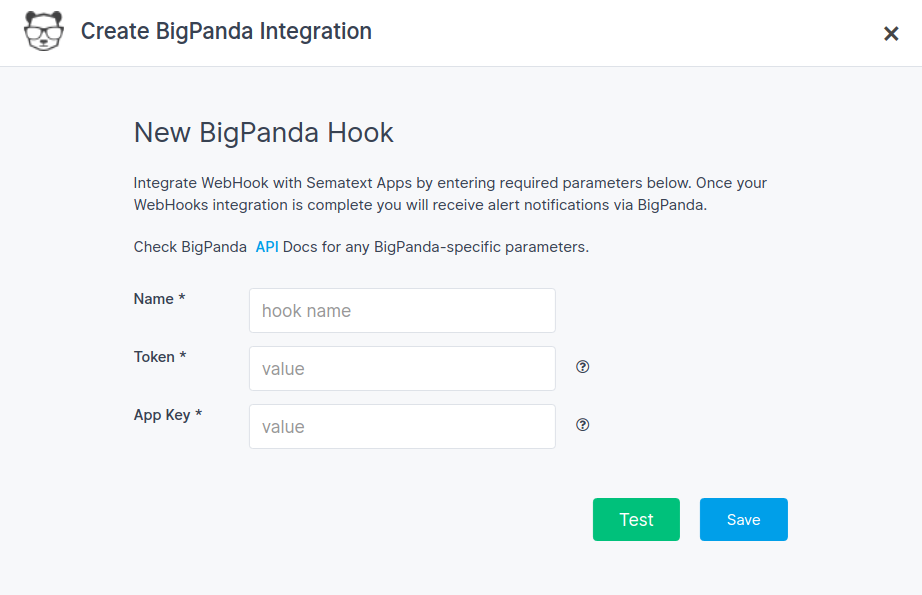 Create BigPanda Integration
New BigPanda Hook
Integrate WebHook with Sematext Apps by entering required parameters below. Once your
WebHooks integration is complete you will receive alert notifications via BigPanda.
Check BigPanda API Docs for any BigPanda-specific parameters.
Name *
hook name
Token *
value
App Key *
value
Test Save